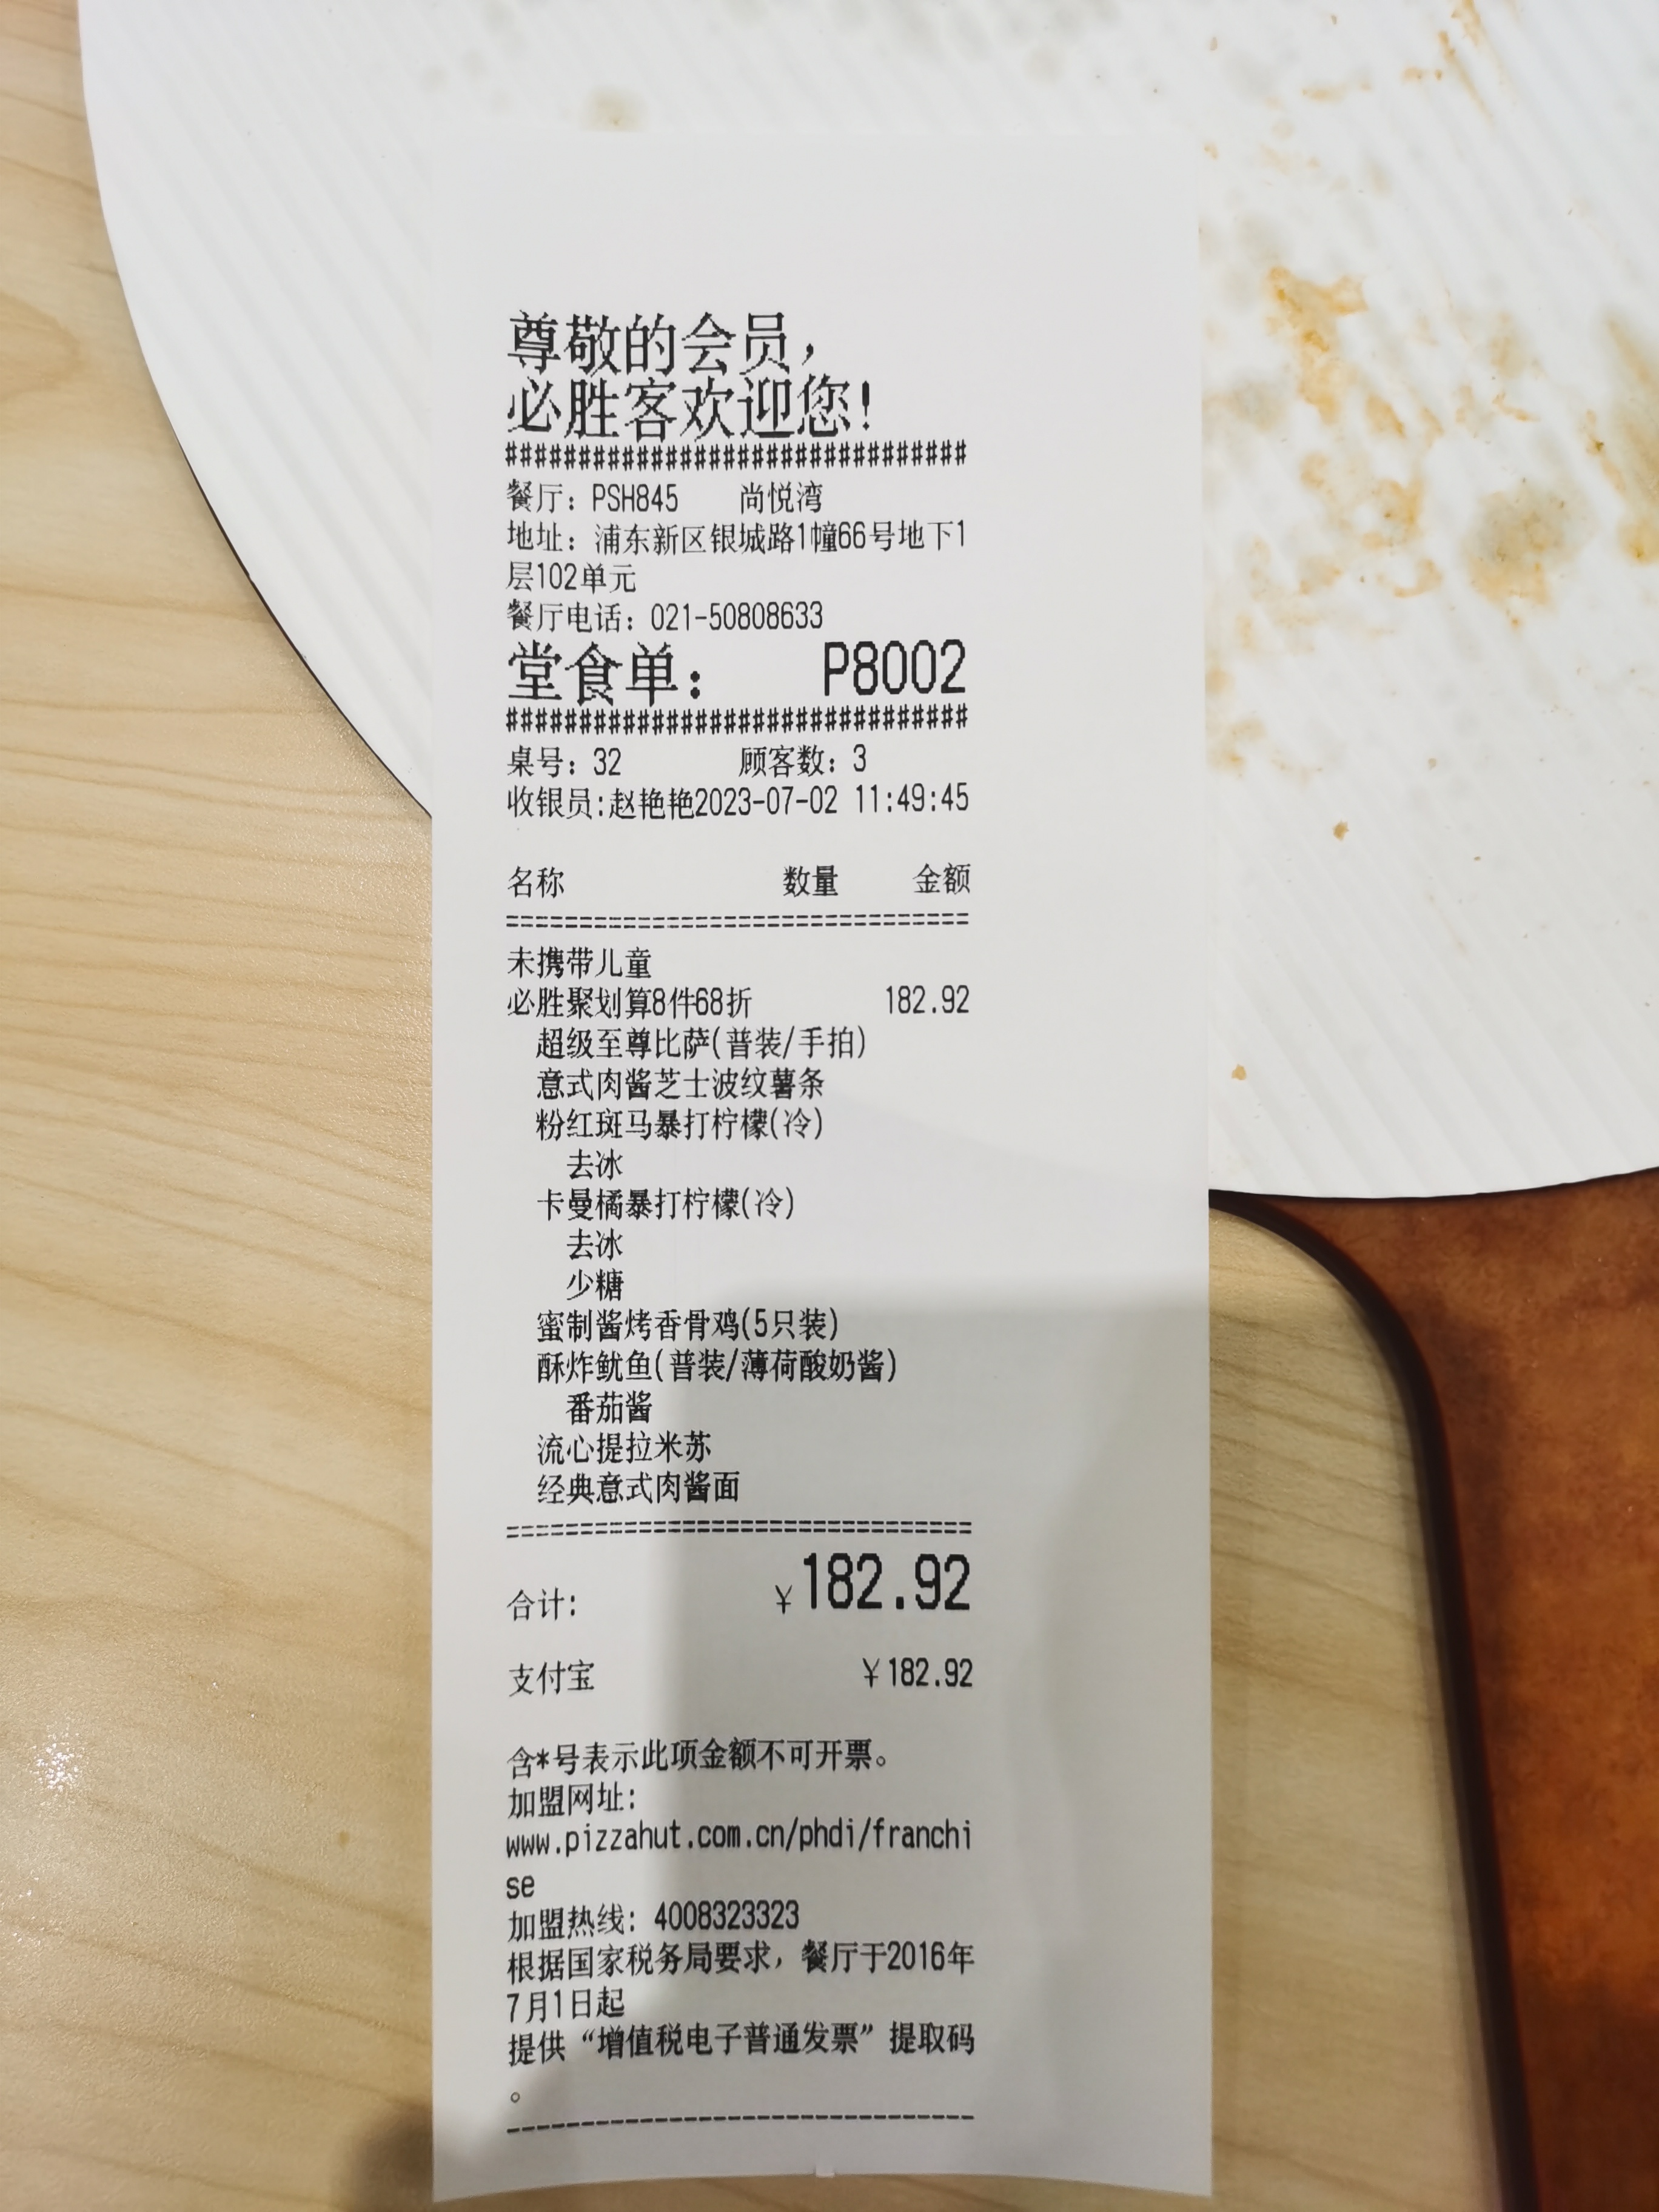 尊敬的会员，
必胜客欢迎您!
################################
餐厅: PSH845 尚悦湾
地址: 浦东新区银城路1幢66号地下1
层102单元
餐厅电话: 021-50808633
堂食单: P8002
################################
桌号: 32 顾客数: 3
收银员:赵艳艳2023-07-02 11:49:45
名称 数量 金额
================================
未携带儿童
必胜聚划算8件68折 182.92
超级至尊比萨(普装/手拍)
意式肉酱芝士波纹薯条
粉红斑马暴打柠檬(冷)
去冰
卡曼橘暴打柠檬(冷)
去冰
少糖
蜜制酱烤香骨鸡(5只装)
酥炸鱿鱼(普装/薄荷酸奶酱)
番茄酱
流心提拉米苏
经典意式肉酱面
================================
合计: ¥182.92
支付宝 ¥182.92
含*号表示此项金额不可开票。
加盟网址:
www.pizzahut.com.cn/phdi/franchi
se
加盟热线: 4008323323
根据国家税务局要求，餐厅于2016年
7月1日起
提供“增值税电子普通发票”提取码
。
--------------------------------